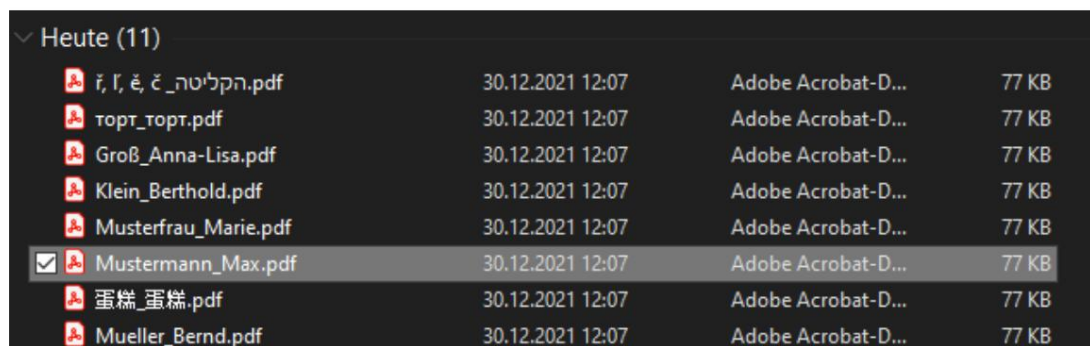 Heute (11)
ř, ľ, ě, č _הקליטה.pdf 30.12.2021 12:07 Adobe Acrobat-D... 77 KB
торт_торт.pdf 30.12.2021 12:07 Adobe Acrobat-D... 77 KB
Groß_Anna-Lisa.pdf 30.12.2021 12:07 Adobe Acrobat-D... 77 KB
Klein_Berthold.pdf 30.12.2021 12:07 Adobe Acrobat-D... 77 KB
Musterfrau_Marie.pdf 30.12.2021 12:07 Adobe Acrobat-D... 77 KB
Mustermann_Max.pdf 30.12.2021 12:07 Adobe Acrobat-D... 77 KB
蛋糕_蛋糕.pdf 30.12.2021 12:07 Adobe Acrobat-D... 77 KB
Mueller_Bernd.pdf 30.12.2021 12:07 Adobe Acrobat-D... 77 KB